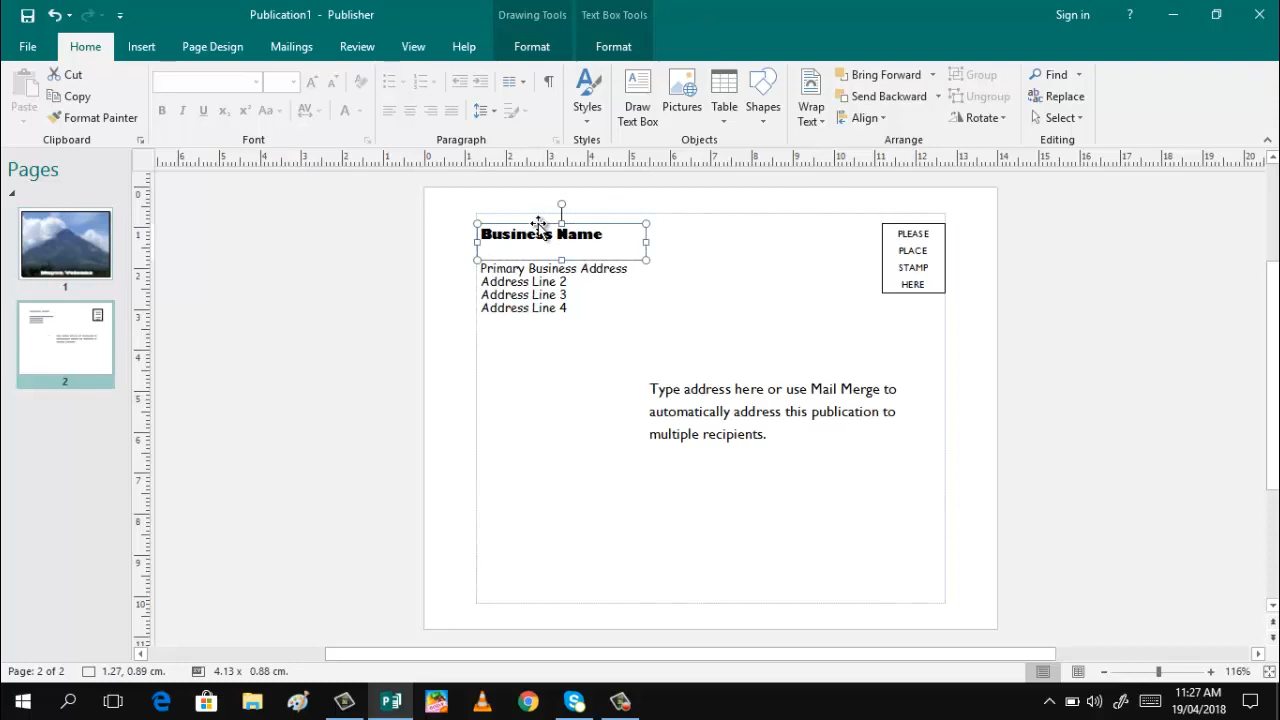 Publication1 - Publisher
Drawing Tools
Text Box Tools
Sign in
?
File
Home
Insert
Page Design
Mailings
Review
View
Help
Format
Format
Paste
Cut
Copy
Format Painter
Clipboard
Font
Paragraph
Styles
Styles
Draw
Text Box
Pictures
Table
Shapes
Objects
Wrap
Text
Bring Forward
Send Backward
Align
Group
Ungroup
Rotate
Arrange
Find
Replace
Select
Editing
Pages
1
2
Business Name
Primary Business Address
Address Line 2
Address Line 3
Address Line 4
PLEASE
PLACE
STAMP
HERE
Type address here or use Mail Merge to
automatically address this publication to
multiple recipients.
Page: 2 of 2
1.27, 0.89 cm.
4.13 x 0.88 cm.
116%
11:27 AM
19/04/2018